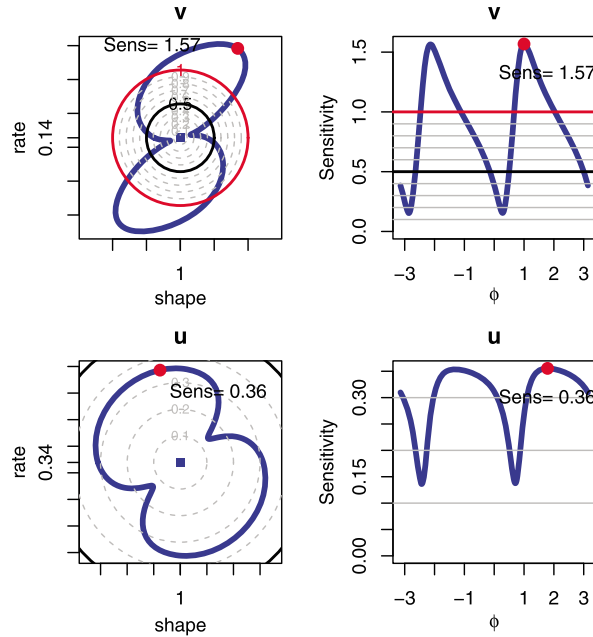 v
Sens= 1.57
1
0.5
rate
0.14
1
shape
v
Sens= 1.57
Sensitivity
0.0 0.5 1.0 1.5
-3 -1 1 2 3
ϕ
u
Sens= 0.36
0.3
0.2
0.1
rate
0.34
1
shape
u
Sens= 0.36
Sensitivity
0.00 0.15 0.30
-3 -1 1 2 3
ϕ